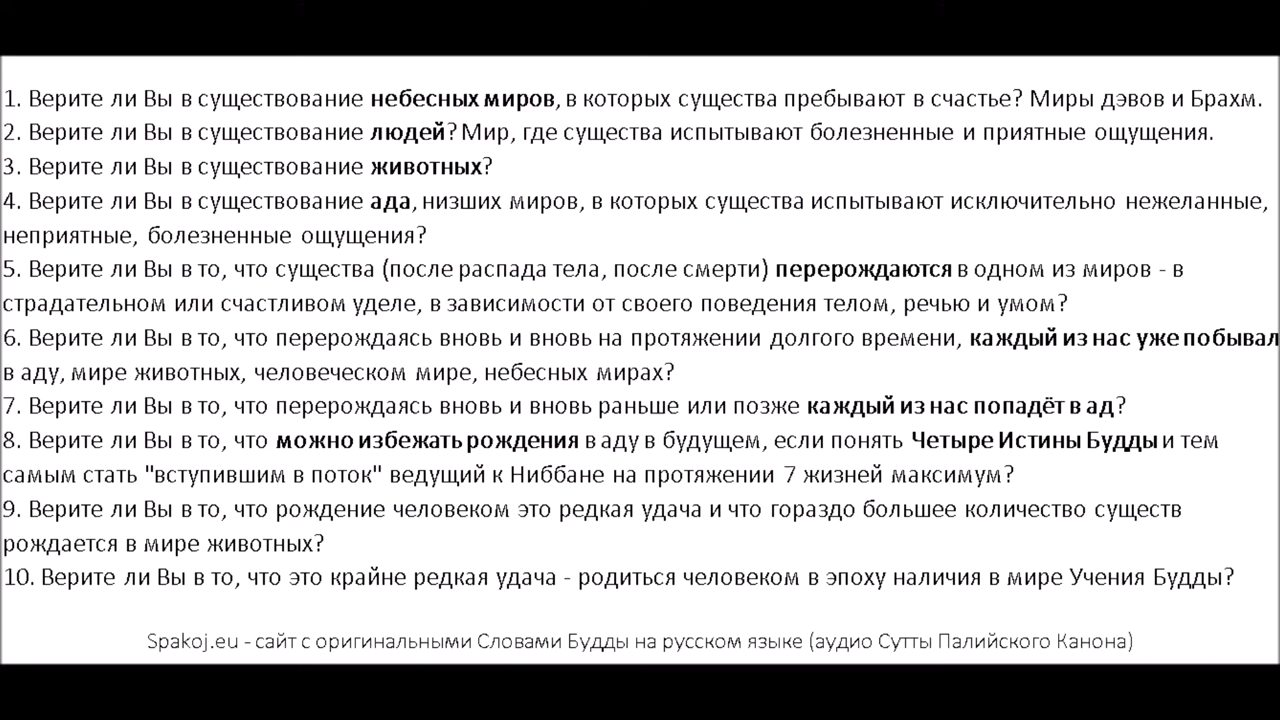 1. Верите ли Вы в существование небесных миров, в которых существа пребывают в счастье? Миры дэвов и Брахм.
2. Верите ли Вы в существование людей? Мир, где существа испытывают болезненные и приятные ощущения.
3. Верите ли Вы в существование животных?
4. Верите ли Вы в существование ада, низших миров, в которых существа испытывают исключительно нежеланные,
неприятные, болезненные ощущения?
5. Верите ли Вы в то, что существа (после распада тела, после смерти) перерождаются в одном из миров - в
страдательном или счастливом уделе, в зависимости от своего поведения телом, речью и умом?
6. Верите ли Вы в то, что перерождаясь вновь и вновь на протяжении долгого времени, каждый из нас уже побывал
в аду, мире животных, человеческом мире, небесных мирах?
7. Верите ли Вы в то, что перерождаясь вновь и вновь раньше или позже каждый из нас попадёт в ад?
8. Верите ли Вы в то, что можно избежать рождения в аду в будущем, если понять Четыре Истины Будды и тем
самым стать "вступившим в поток" ведущий к Ниббане на протяжении 7 жизней максимум?
9. Верите ли Вы в то, что рождение человеком это редкая удача и что гораздо большее количество существ
рождается в мире животных?
10. Верите ли Вы в то, что это крайне редкая удача - родиться человеком в эпоху наличия в мире Учения Будды?
Spakoj.eu - сайт с оригинальными Словами Будды на русском языке (аудио Сутты Палийского Канона)